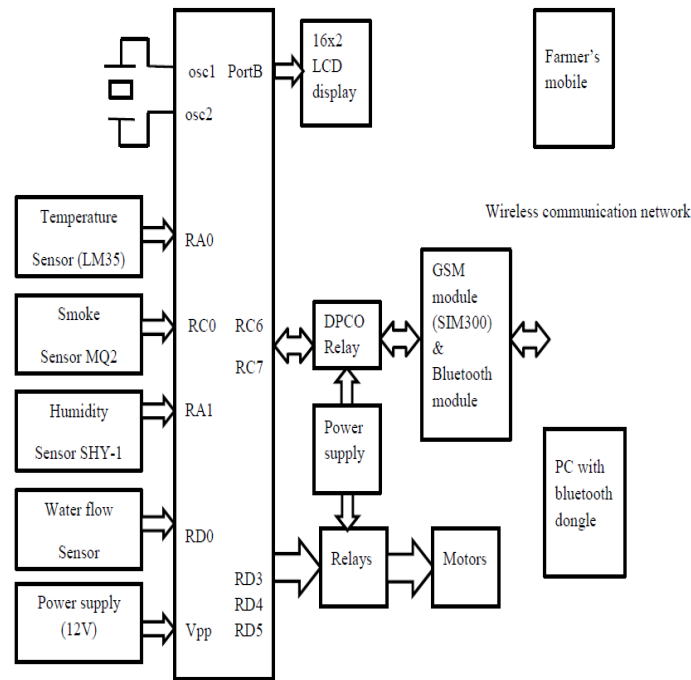 osc1
PortB
osc2
16x2
LCD
display
Farmer's
mobile
Temperature
Sensor (LM35)
RA0
Wireless communication network
Smoke
Sensor MQ2
RC0
RC6
RC7
DPCO
Relay
GSM
module
(SIM300)
&
Bluetooth
module
Humidity
Sensor SHY-1
RA1
Power
supply
PC with
bluetooth
dongle
Water flow
Sensor
RD0
Relays
Motors
RD3
RD4
RD5
Power supply
(12V)
Vpp